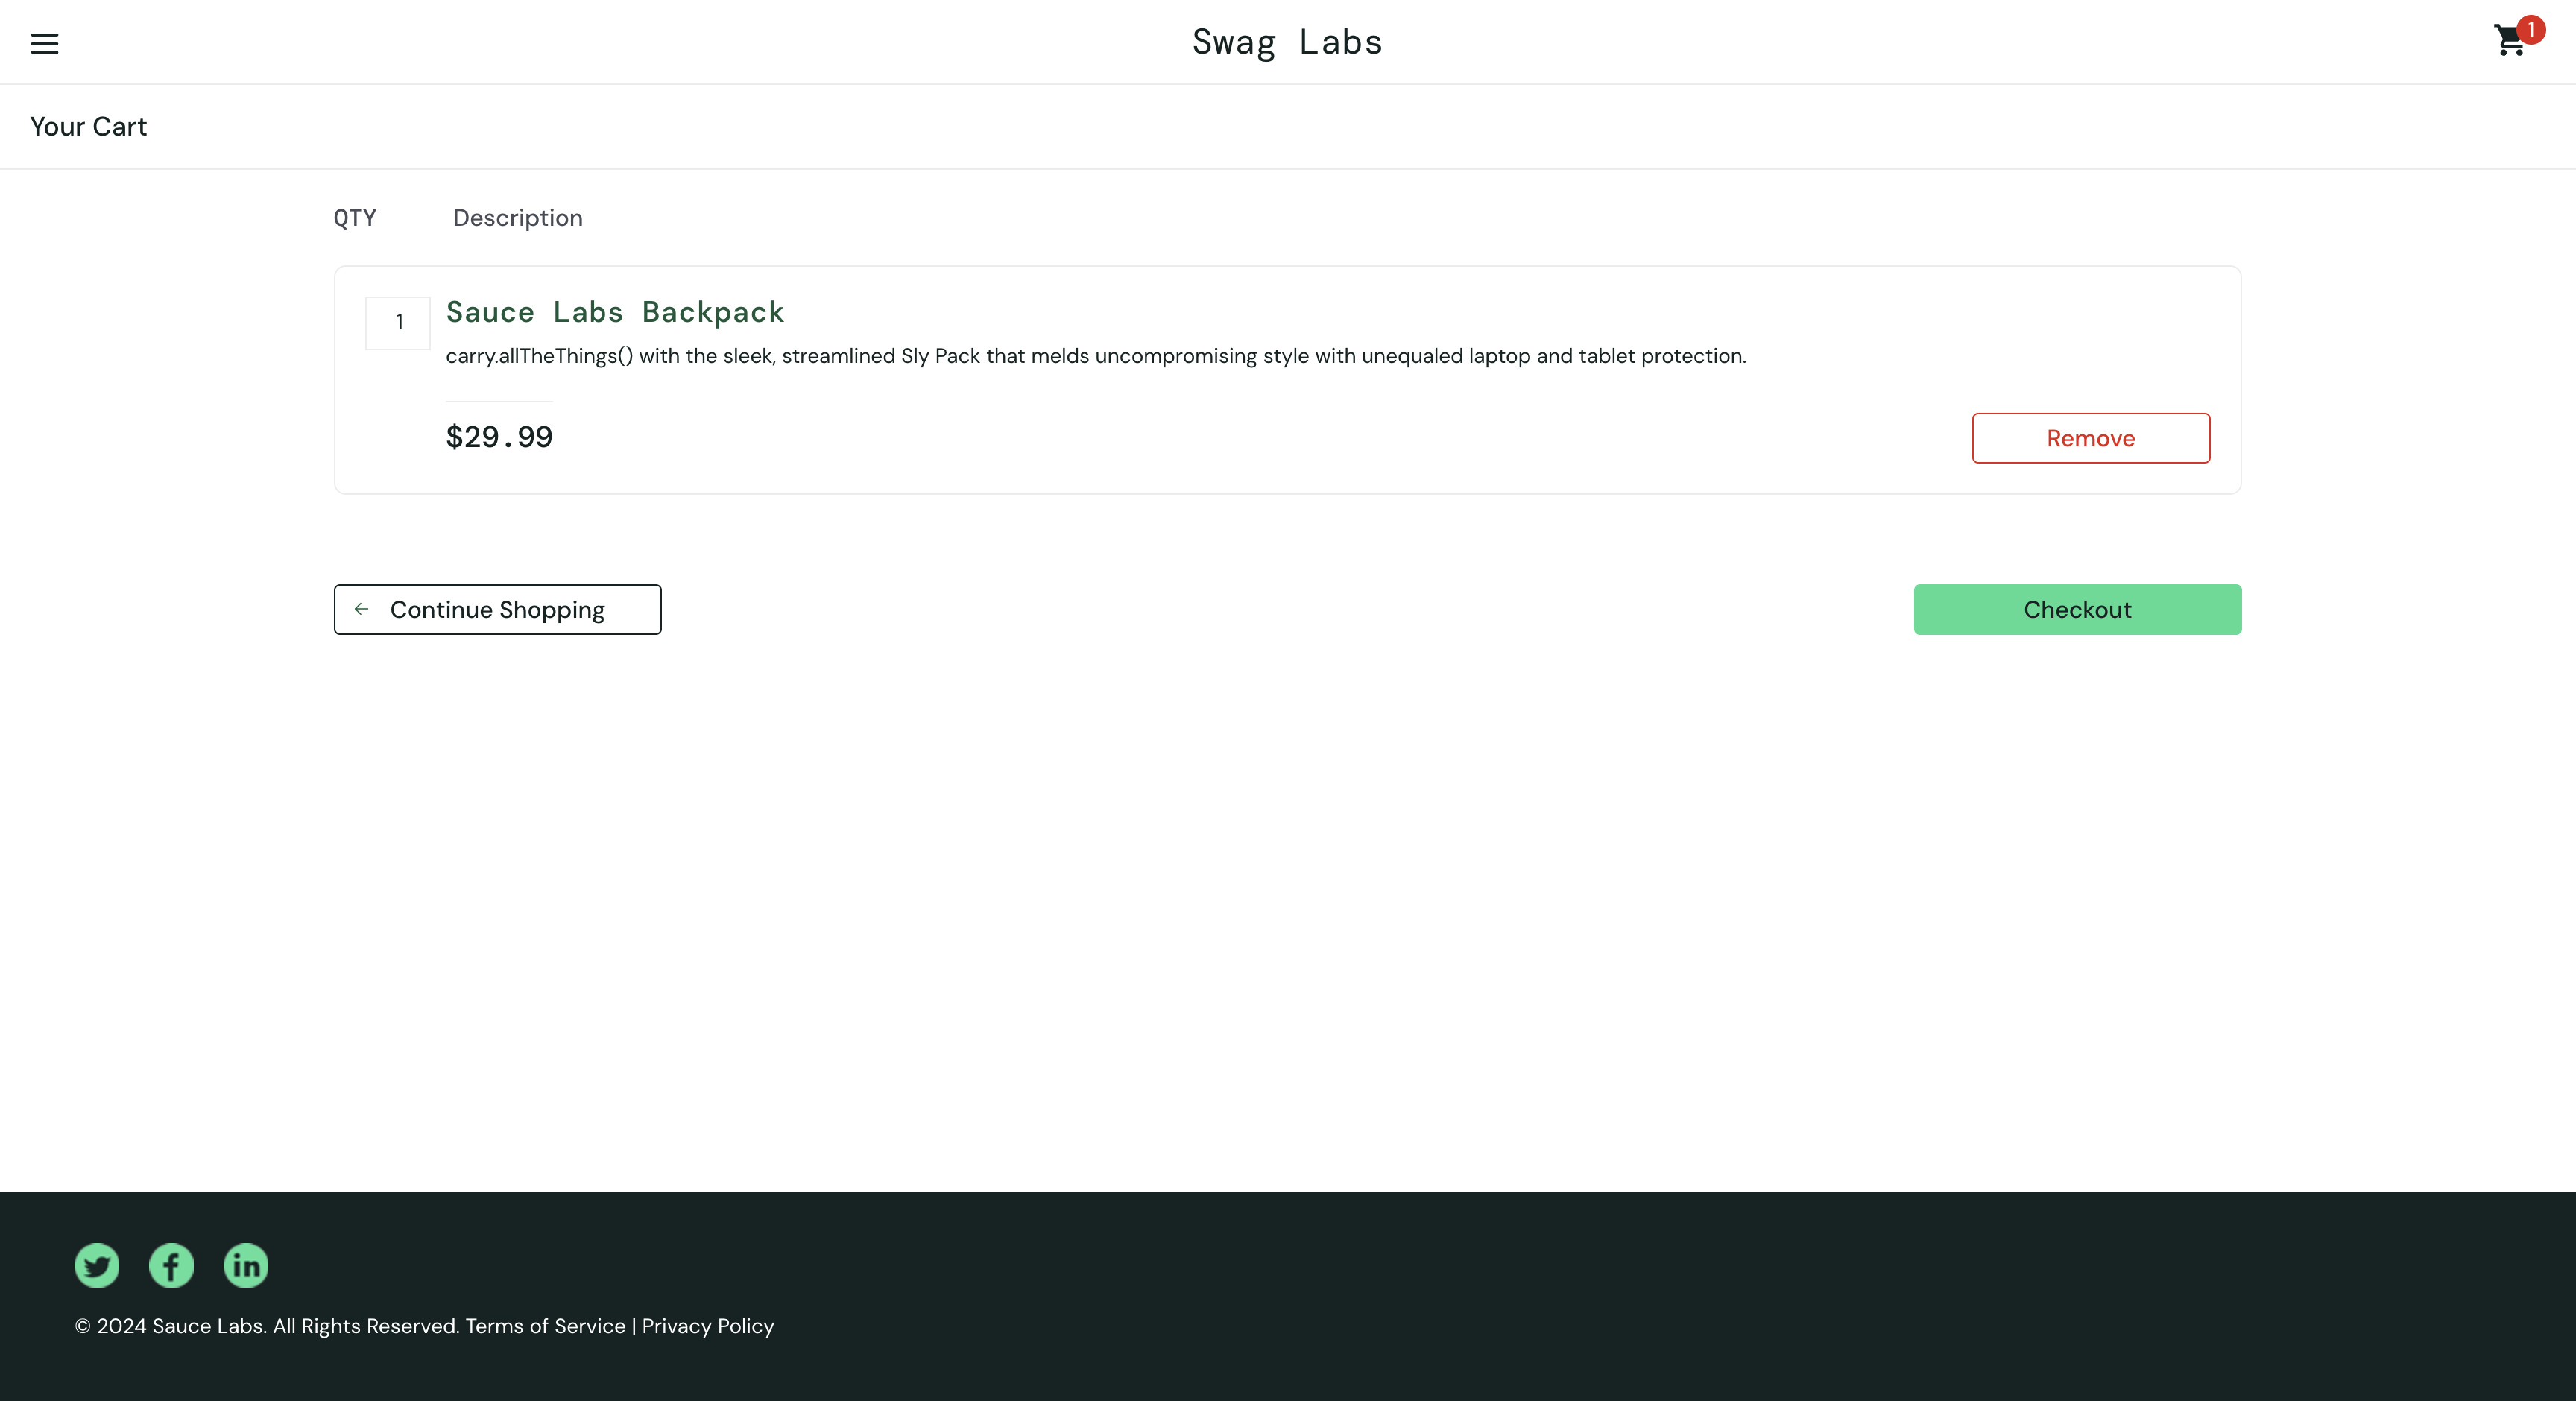 Swag Labs
1
Your Cart
QTY Description
1
Sauce Labs Backpack
carry.allTheThings() with the sleek, streamlined Sly Pack that melds uncompromising style with unequaled laptop and tablet protection.
$29.99
Remove
Continue Shopping
Checkout
© 2024 Sauce Labs. All Rights Reserved. Terms of Service | Privacy Policy